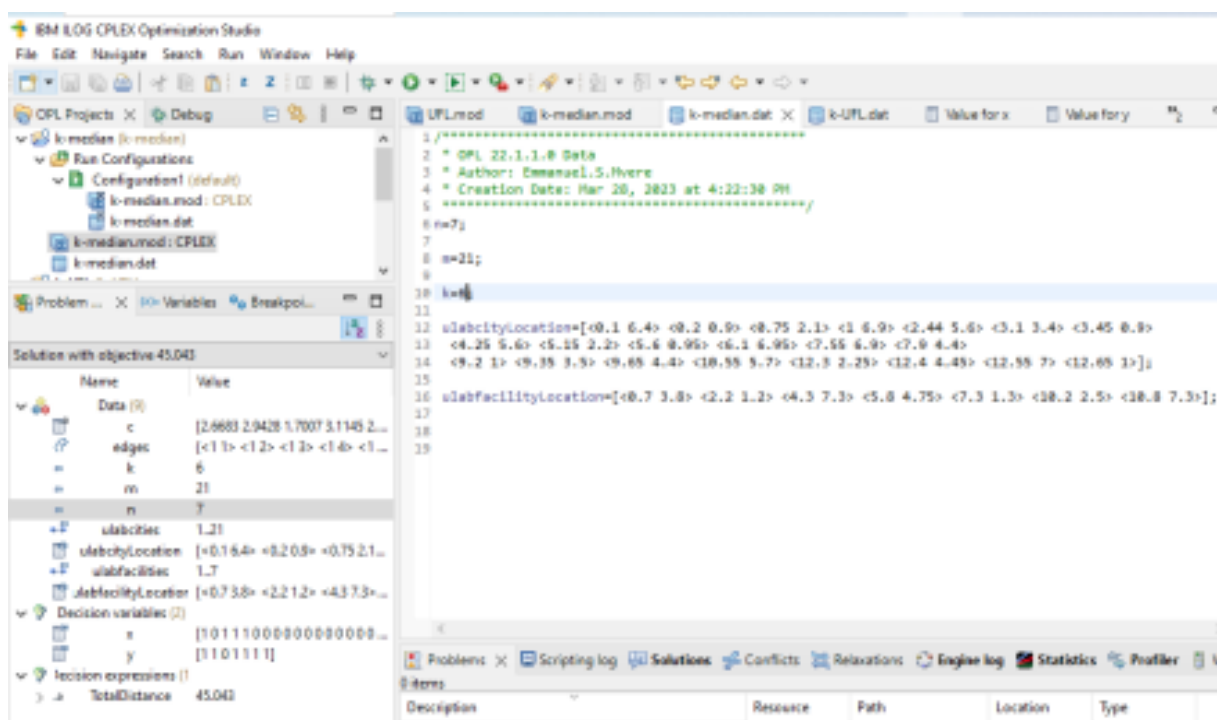 IBM ILOG CPLEX Optimization Studio
File Edit Navigate Search Run Window Help
OPL Projects Debug
k-median (k-median)
Run Configurations
Configuration1 (default)
k-median.mod : CPLEX
k-median.dat
k-median.mod : CPLEX
k-median.dat
Problem ... Variables Breakpoi...
Solution with objective 45.043
Name Value
Data (9)
c [2.6683 2.9428 1.7007 3.1145 2....
edges {<1 1> <1 2> <1 3> <1 4> <1...
k 6
m 21
n 7
ulabcities 1..21
ulabcityLocation [<0.1 6.4> <0.2 0.9> <0.75 2.1...
ulabfacilities 1..7
ulabfacilityLocation [<0.7 3.8> <2.2 1.2> <4.3 7.3>...
Decision variables (2)
x
y [1 1 0 1 1 1 1]
Decision expressions (1
TotalDistance 45.043
UFL.mod k-median.mod k-median.dat k-UFL.dat Value for x Value for y
1 /*********************************************
2 * OPL 22.1.1.0 Data
3 * Author: Emmanuel.S.Mvere
4 * Creation Date: Mar 28, 2023 at 4:22:30 PM
5 *********************************************/
6 n=7;
7
8 m=21;
9
10 k=6;
11
12 ulabcityLocation=[<0.1 6.4> <0.2 0.9> <0.75 2.1> <1 6.9> <2.44 5.6> <3.1 3.4> <3.45 0.9>
13 <4.25 5.6> <5.15 2.2> <5.6 0.95> <6.1 6.95> <7.55 6.9> <7.9 4.4>
14 <9.2 1> <9.35 3.5> <9.65 4.4> <10.55 5.7> <12.3 2.25> <12.4 4.45> <12.55 7> <12.65 1>];
15
16 ulabfacilityLocation=[<0.7 3.8> <2.2 1.2> <4.3 7.3> <5.8 4.75> <7.3 1.3> <10.2 2.5> <10.8 7.3>];
17
18
19
Problems Scripting log Solutions Conflicts Relaxations Engine log Statistics Profiler
0 items
Description Resource Path Location Type